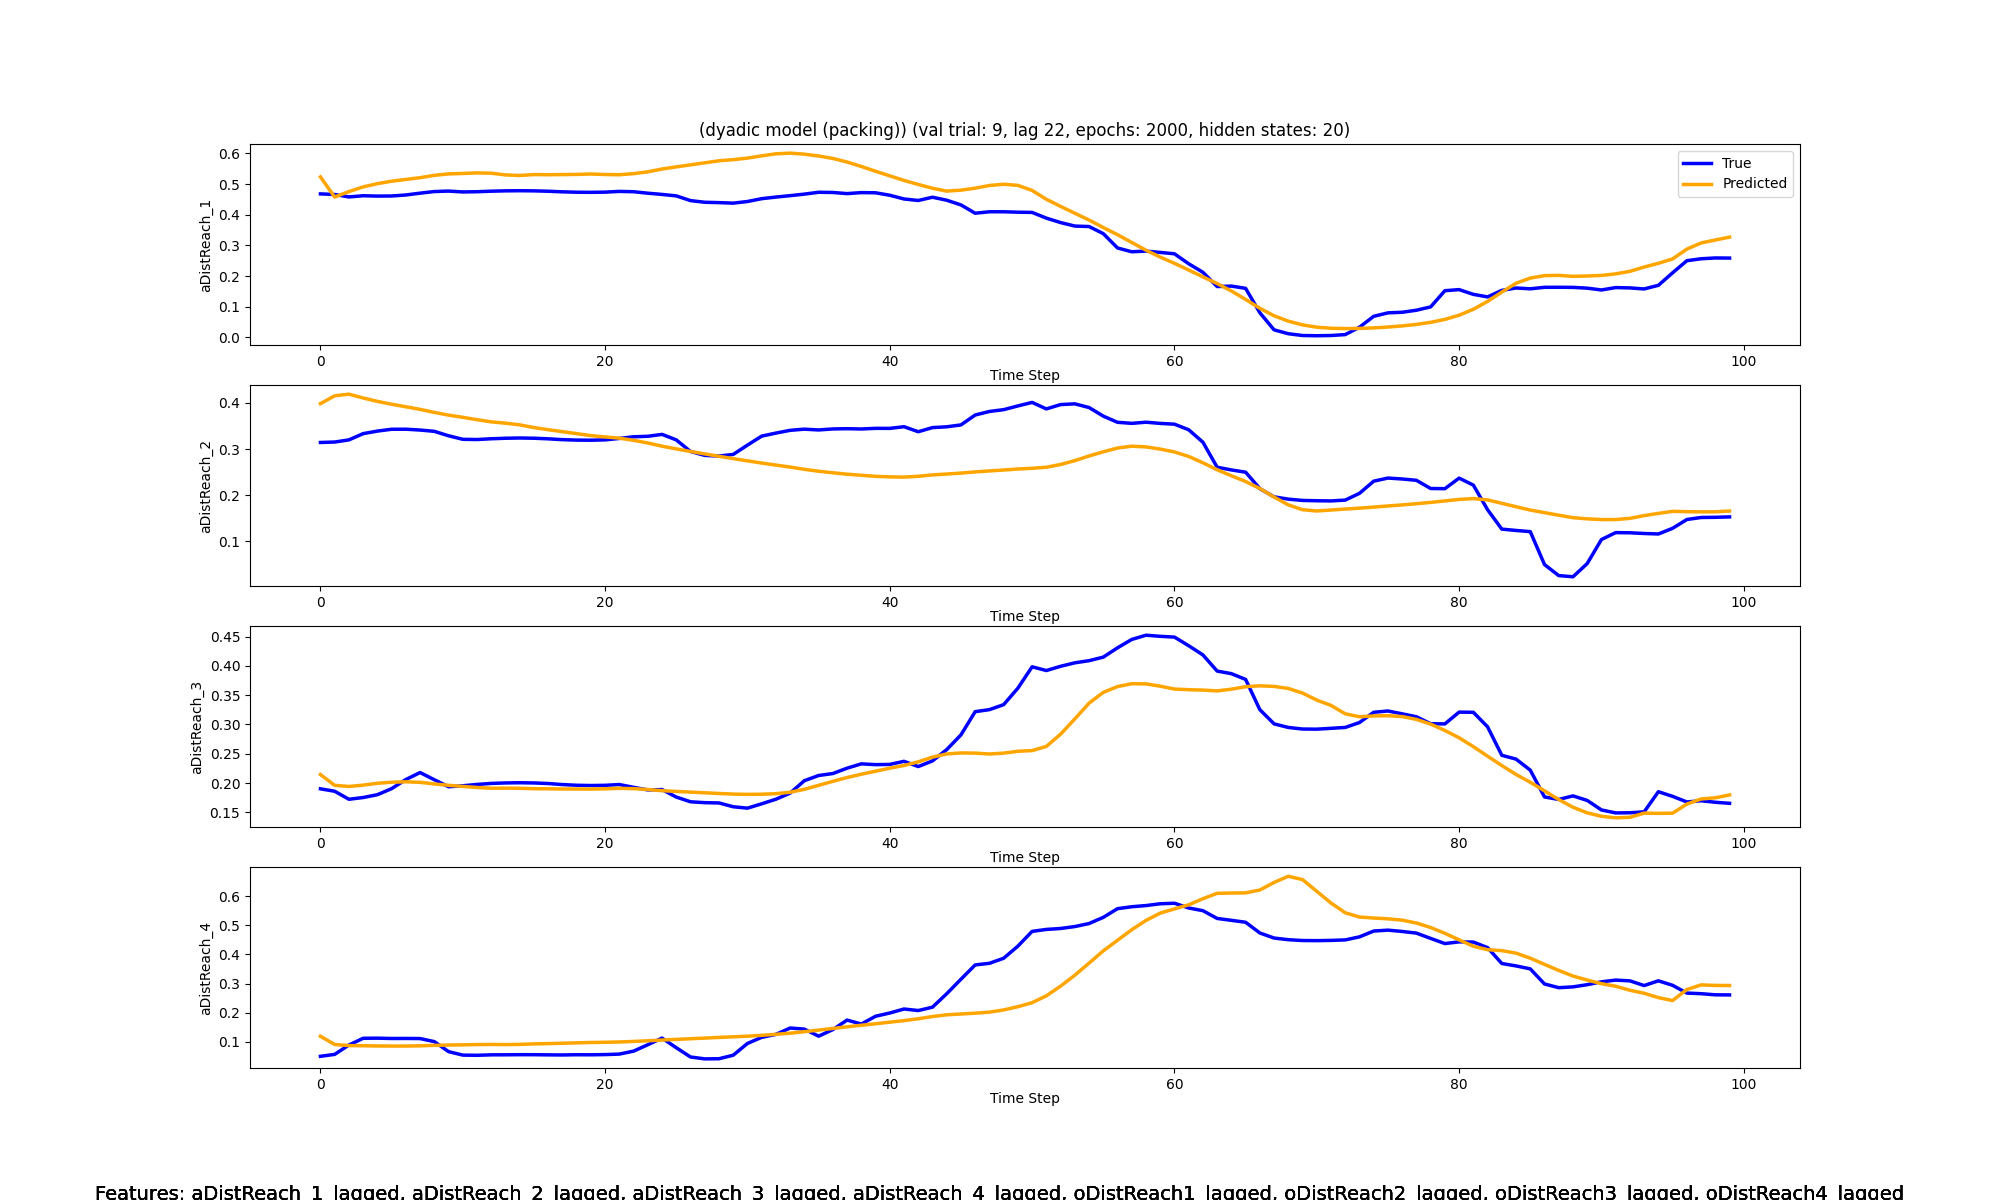 (dyadic model (packing)) (val trial: 9, lag 22, epochs: 2000, hidden states: 20)
0.6
0.5
0.4
0.3
0.2
0.1
0.0
aDistReach_1
True
Predicted
0 20 40 60 80 100
Time Step
0.4
0.3
0.2
0.1
aDistReach_2
0 20 40 60 80 100
Time Step
0.45
0.40
0.35
0.30
0.25
0.20
0.15
aDistReach_3
0 20 40 60 80 100
Time Step
0.6
0.5
0.4
0.3
0.2
0.1
aDistReach_4
0 20 40 60 80 100
Time Step
Features: aDistReach_1_lagged, aDistReach_2_lagged, aDistReach_3_lagged, aDistReach_4_lagged, oDistReach1_lagged, oDistReach2_lagged, oDistReach3_lagged, oDistReach4_lagged